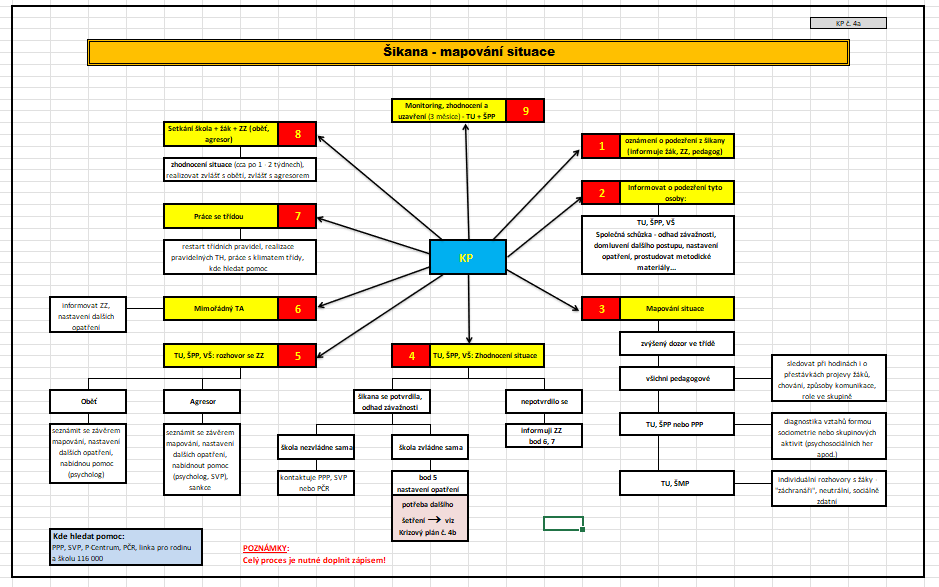 KP č. 4a
Šikana - mapování situace
Monitoring, zhodnocení a
uzavření (3 měsíce) - TU + ŠPP
9
Setkání škola + žák + ZZ (oběť,
agresor)
8
zhodnocení situace (cca po 1 - 2 týdnech),
realizovat zvlášť s obětí, zvlášť s agresorem
1
oznámení o podezření z šikany
(informuje žák, ZZ, pedagog)
2
Informovat o podezření tyto
osoby:
TU, ŠPP, VŠ
Společná schůzka - odhad závažnosti,
domluvení dalšího postupu, nastavení
opatření, prostudovat metodické
materiály...
Práce se třídou
7
restart třídních pravidel, realizace
pravidelných TH, práce s klimatem třídy,
kde hledat pomoc
KP
informovat ZZ,
nastavení dalších
opatření
Mimořádný TA
6
3
Mapování situace
zvýšený dozor ve třídě
všichni pedagogové
sledovat při hodinách i o
přestávkách projevy žáků,
chování, způsoby komunikace,
role ve skupině
TU, ŠPP nebo PPP
diagnostika vztahů formou
sociometrie nebo skupinových
aktivit (psychosociálních her
apod.)
TU, ŠMP
individuální rozhovory s žáky -
"záchranáři", neutrální, sociálně
zdatní
TU, ŠPP, VŠ: rozhovor se ZZ
5
4
TU, ŠPP, VŠ: Zhodnocení situace
Oběť
Agresor
seznámit se závěrem
mapování, nastavení
dalších opatření,
nabídnou pomoc
(psycholog)
seznámit se závěrem
mapování, nastavení
dalších opatření,
nabídnout pomoc
(psycholog, SVP),
sankce
šikana se potvrdila,
odhad závažnosti
nepotvrdilo se
informuji ZZ
bod 6, 7
škola nezvládne sama
škola zvládne sama
kontaktuje PPP, SVP
nebo PČR
bod 5
nastavení opatření
potřeba dalšího
šetření → viz
Krizový plán č. 4b
Kde hledat pomoc:
PPP, SVP, P Centrum, PČR, linka pro rodinu
a školu 116 000
POZNÁMKY:
Celý proces je nutné doplnit zápisem!